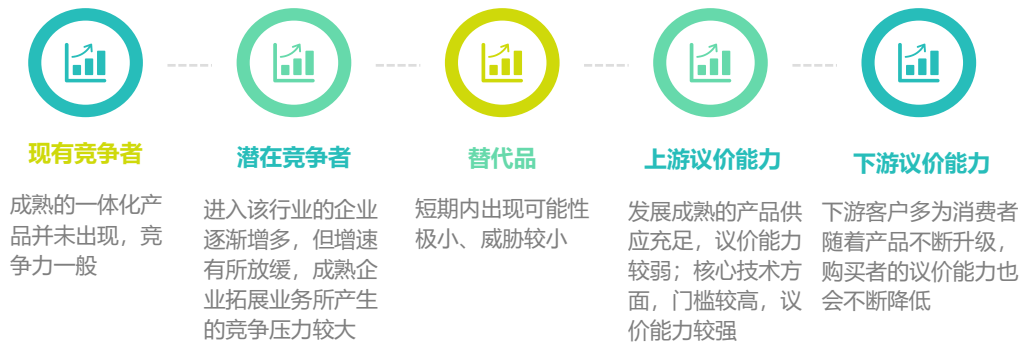 现有竞争者
成熟的一体化产
品并未出现，竞
争力一般
潜在竞争者
进入该行业的企业
逐渐增多，但增速
有所放缓，成熟企
业拓展业务所产生
的竞争压力较大
替代品
短期内出现可能性
极小、威胁较小
上游议价能力
发展成熟的产品供
应充足，议价能力
较弱；核心技术方
面，门槛较高，议
价能力较强
下游议价能力
下游客户多为消费者
随着产品不断升级，
购买者的议价能力也
会不断降低